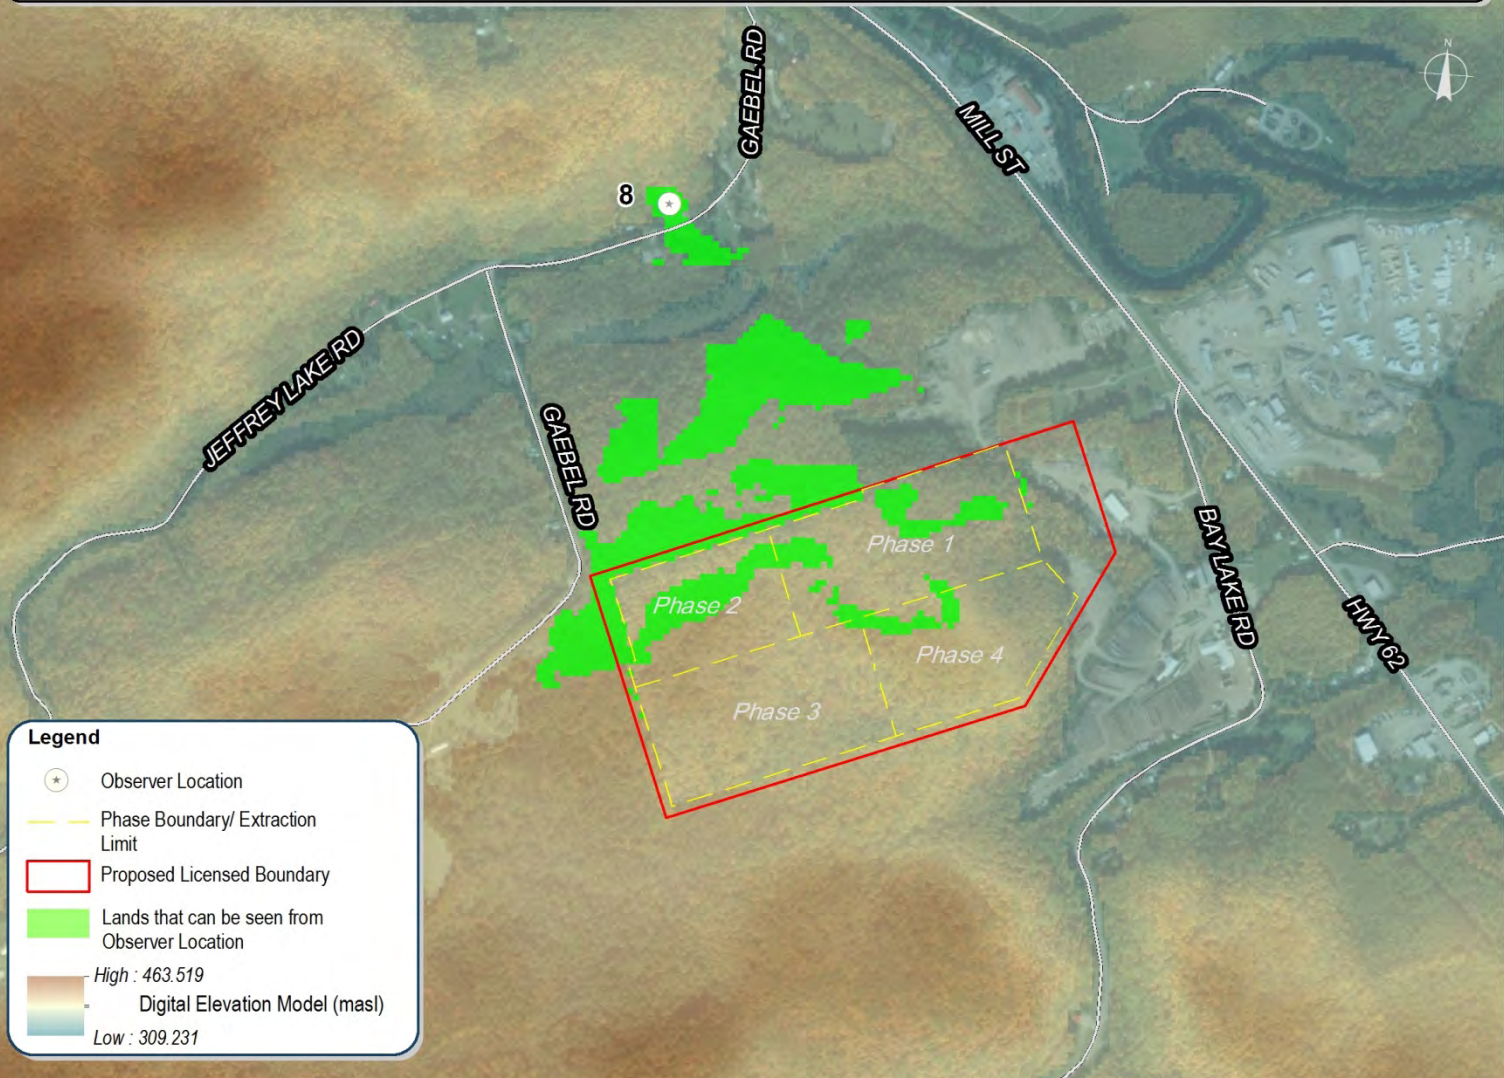 N
GAEBEL RD
MILL ST
8
JEFFREY LAKE RD
GAEBEL RD
BAY LAKE RD
HWY 62
Phase 1
Phase 2
Phase 4
Phase 3
Legend
Observer Location
Phase Boundary/ Extraction
Limit
Proposed Licensed Boundary
Lands that can be seen from
Observer Location
High : 463.519
Digital Elevation Model (masl)
Low : 309.231